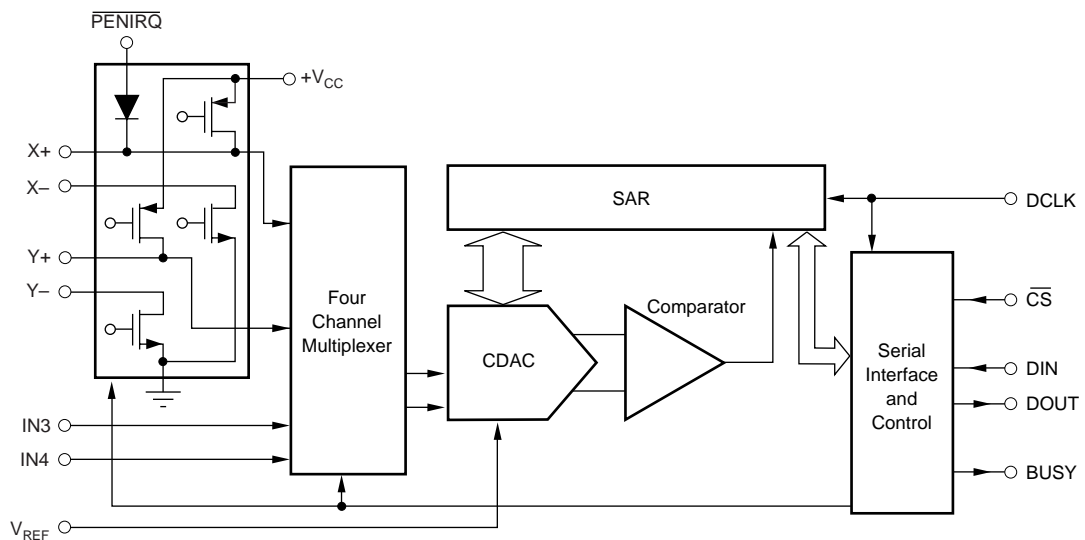 PENIRQ
+VCC
X+
X–
SAR
DCLK
Y+
Y–
Four
Channel
Multiplexer
Comparator
CS
CDAC
Serial
Interface
and
Control
DIN
DOUT
IN3
IN4
BUSY
VREF